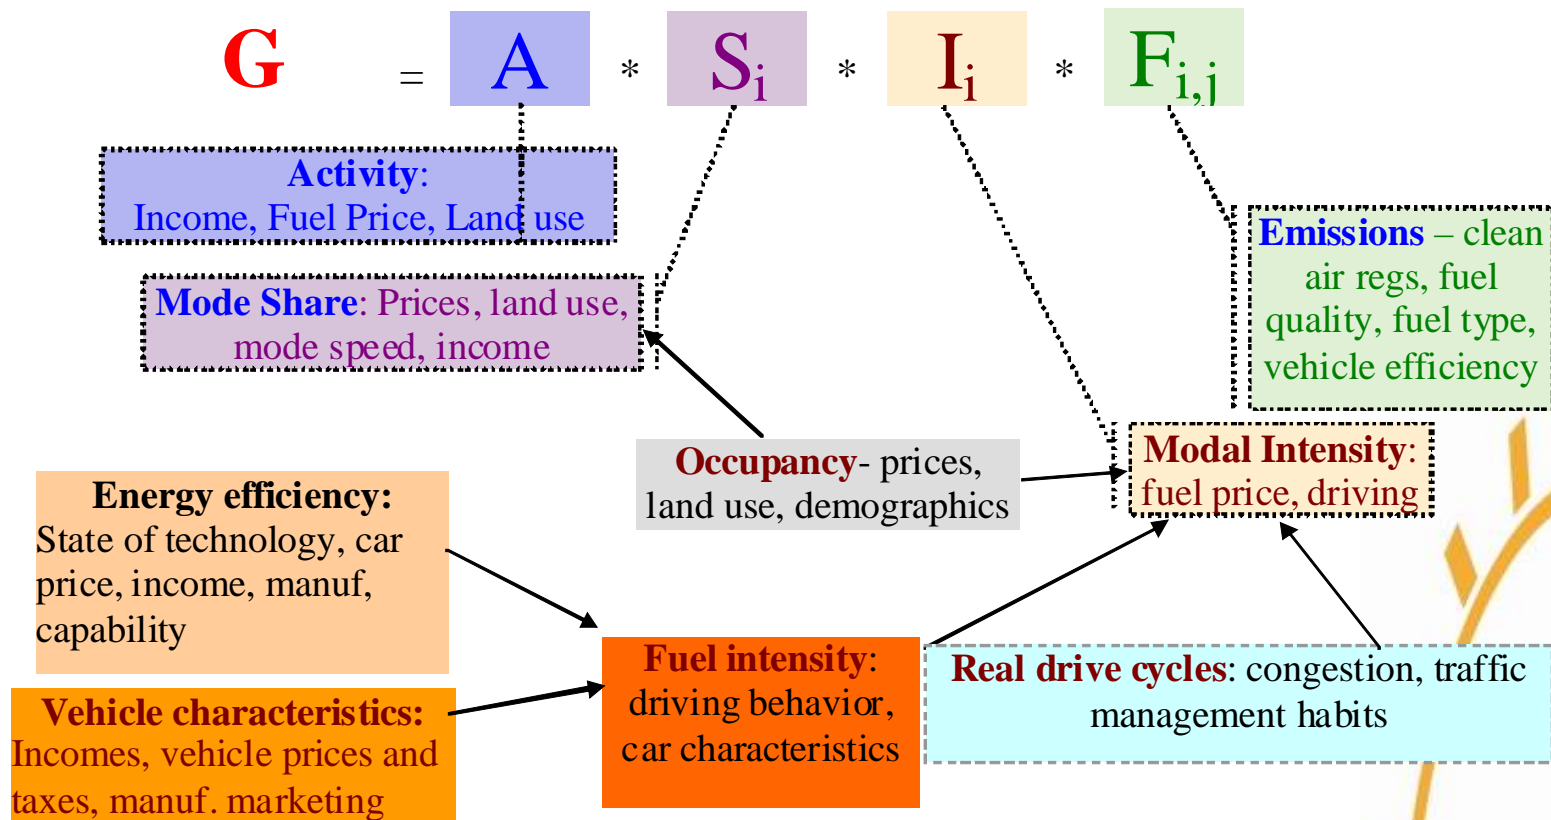 G = A * Si * Ii * Fi,j
Activity:
Income, Fuel Price, Land use
Emissions – clean
air regs, fuel
quality, fuel type,
vehicle efficiency
Mode Share: Prices, land use,
mode speed, income
Occupancy- prices,
land use, demographics
Modal Intensity:
fuel price, driving
Energy efficiency:
State of technology, car
price, income, manuf,
capability
Fuel intensity:
driving behavior,
car characteristics
Real drive cycles: congestion, traffic
management habits
Vehicle characteristics:
Incomes, vehicle prices and
taxes, manuf. marketing